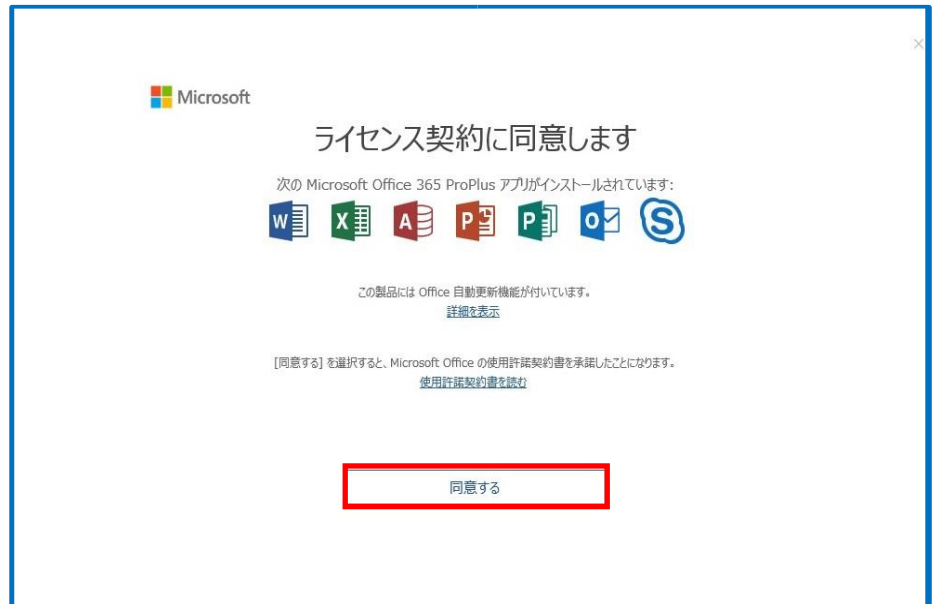 Microsoft
ライセンス契約に同意します
次の Microsoft Office 365 ProPlus アプリがインストールされています:
W X A P P O S
この製品には Office 自動更新機能が付いています。
詳細を表示
[同意する] を選択すると、Microsoft Office の使用許諾契約書を承諾したことになります。
使用許諾契約書を読む
同意する